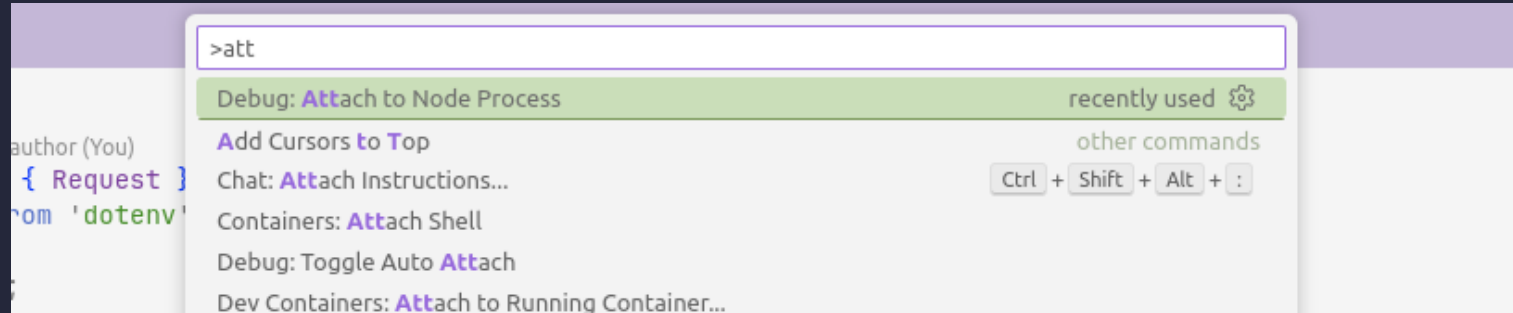 >att
Debug: Attach to Node Process recently used
Add Cursors to Top other commands
author (You)
{ Request } Chat: Attach Instructions... Ctrl + Shift + Alt + :
'dotenv' Containers: Attach Shell
Debug: Toggle Auto Attach
;
Dev Containers: Attach to Running Container...